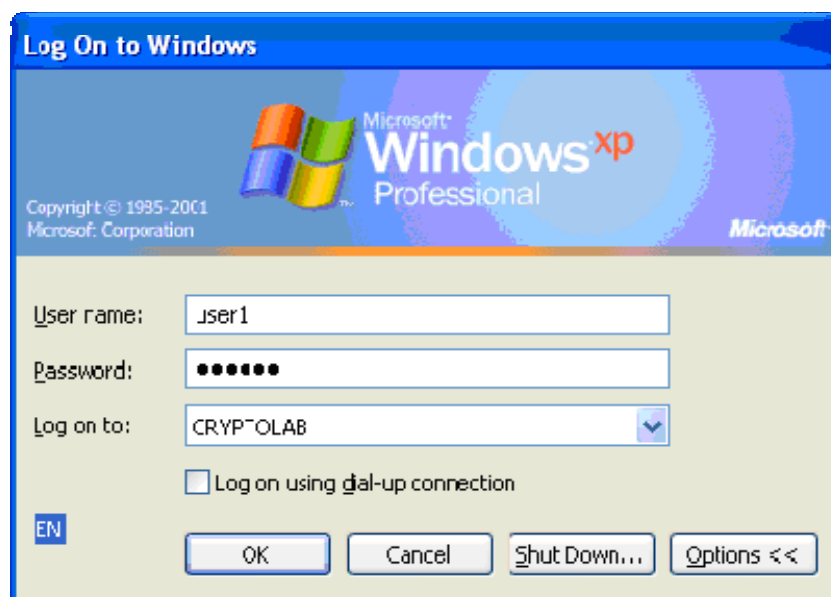 Log On to Windows
Microsoft
Windows xp
Professional
Copyright © 1985-2001
Microsoft Corporation
Microsoft
User name:
user1
Password:
••••••
Log on to:
CRYPTOLAB
Log on using dial-up connection
EN
OK
Cancel
Shut Down...
Options <<